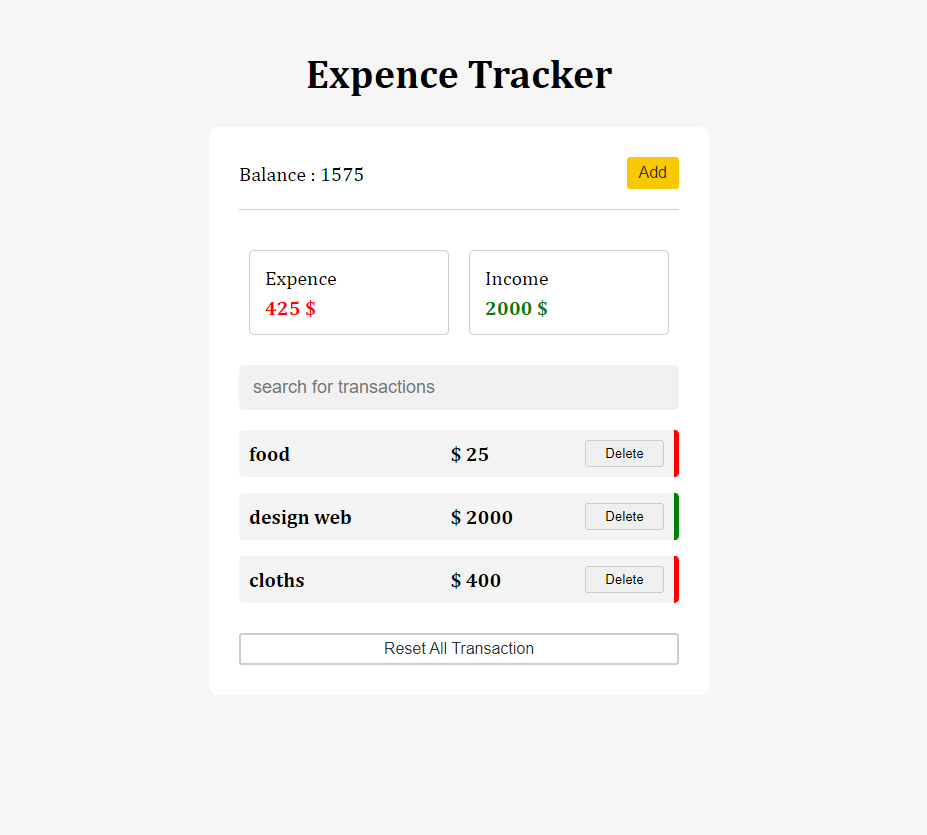 Expence Tracker
Balance : 1575
Add
Expence
425 $
Income
2000 $
search for transactions
food $ 25 Delete
design web $ 2000 Delete
cloths $ 400 Delete
Reset All Transaction